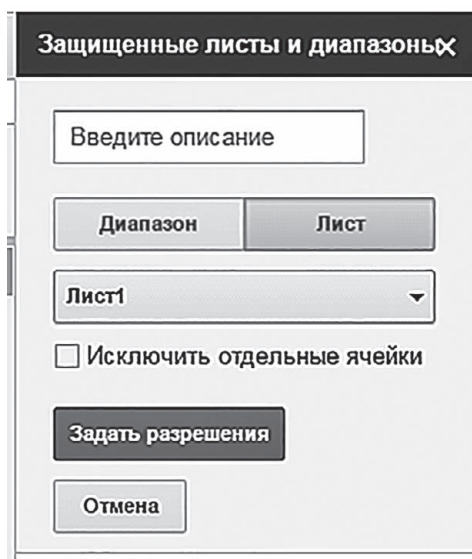 Защищенные листы и диапазоны
Введите описание
Диапазон Лист
Лист1
Исключить отдельные ячейки
Задать разрешения
Отмена